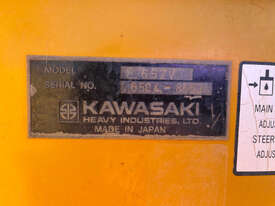 MODEL
SERIAL NO.
KAWASAKI
HEAVY INDUSTRIES, LTD.
MADE IN JAPAN
MAIN
ADJU
STEER
ADJUS